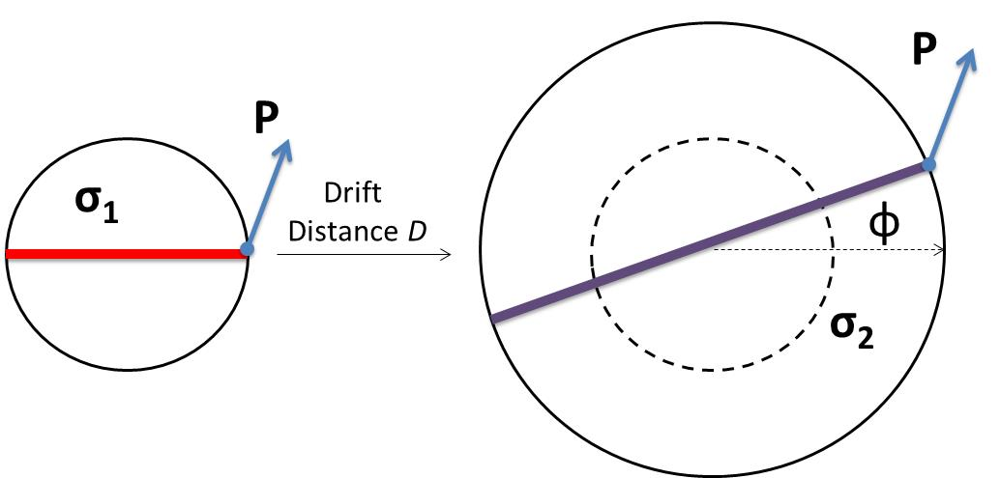 P
σ1
Drift
Distance D
P
ϕ
σ2